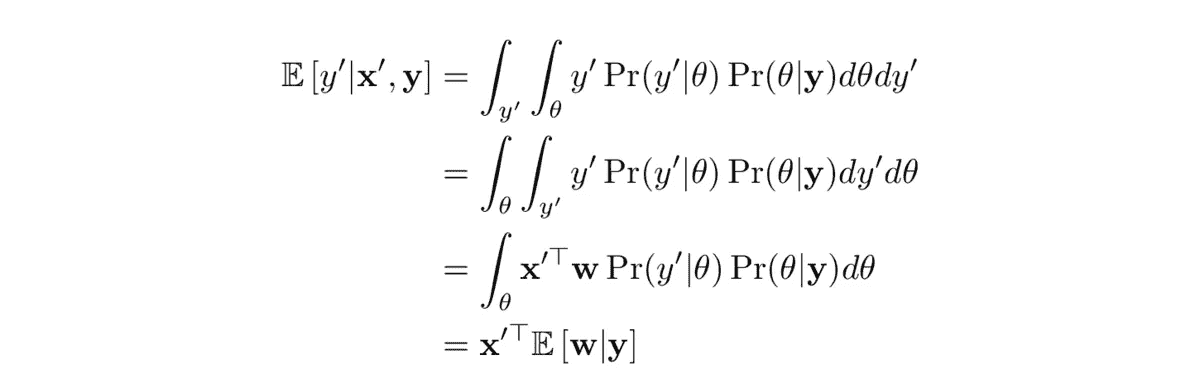 𝔼 [y′|𝐱′, 𝐲] = ∫_{y′} ∫_θ y′ Pr(y′|θ) Pr(θ|𝐲)dθdy′
= ∫_θ ∫_{y′} y′ Pr(y′|θ) Pr(θ|𝐲)dy′dθ
= ∫_θ 𝐱′^⊤ 𝐰 Pr(y′|θ) Pr(θ|𝐲)dθ
= 𝐱′^⊤ 𝔼 [𝐰|𝐲]